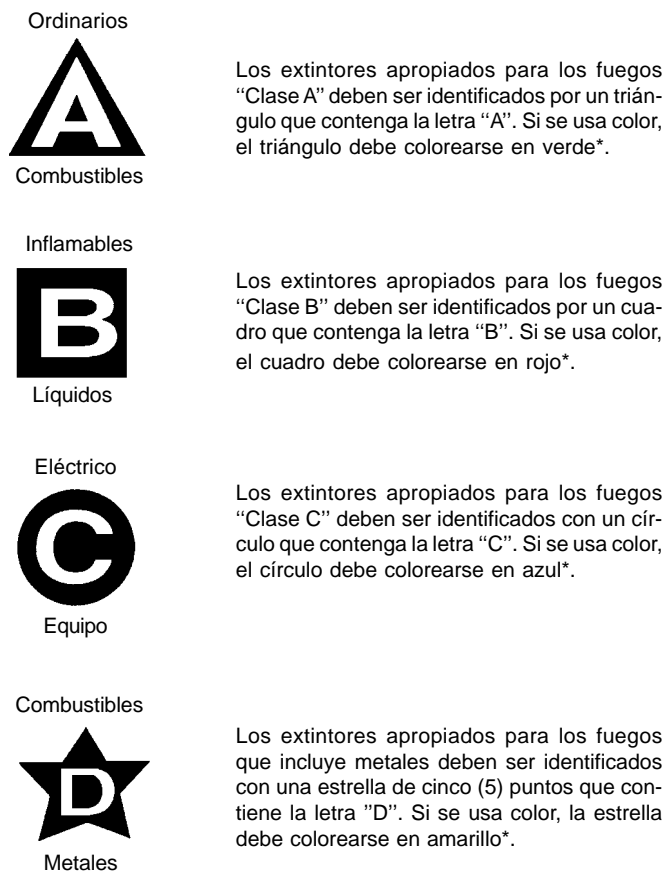 Ordinarios
A
Combustibles
Los extintores apropiados para los fuegos
‘‘Clase A’’ deben ser identificados por un trián-
gulo que contenga la letra ‘‘A’’. Si se usa color,
el triángulo debe colorearse en verde*.
Inflamables
B
Líquidos
Los extintores apropiados para los fuegos
‘‘Clase B’’ deben ser identificados por un cua-
dro que contenga la letra ‘‘B’’. Si se usa color,
el cuadro debe colorearse en rojo*.
Eléctrico
C
Equipo
Los extintores apropiados para los fuegos
‘‘Clase C’’ deben ser identificados con un cír-
culo que contenga la letra ‘‘C’’. Si se usa color,
el círculo debe colorearse en azul*.
Combustibles
D
Metales
Los extintores apropiados para los fuegos
que incluye metales deben ser identificados
con una estrella de cinco (5) puntos que con-
tiene la letra ’’D’’. Si se usa color, la estrella
debe colorearse en amarillo*.